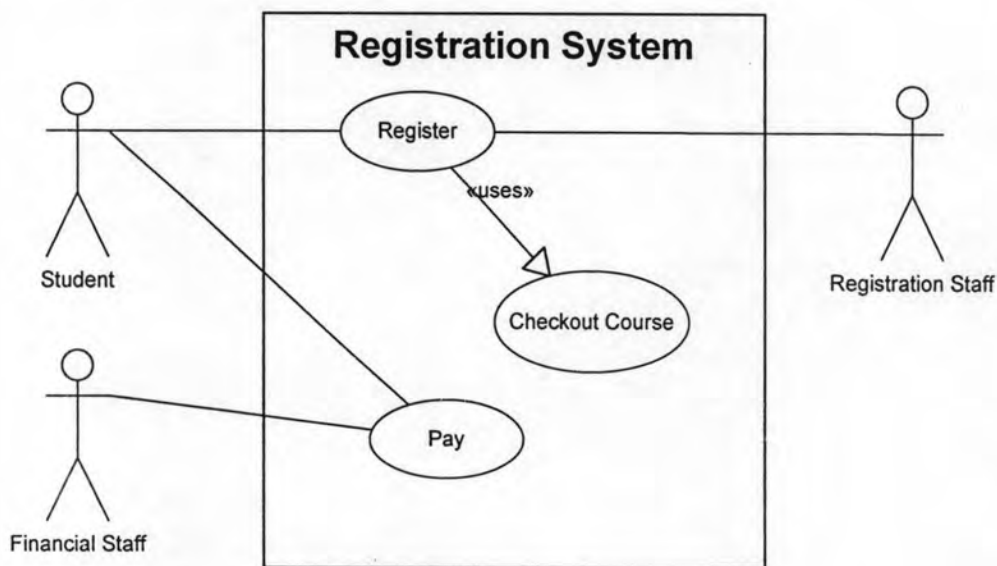 Registration System
Register
«uses»
Student
Registration Staff
Checkout Course
Pay
Financial Staff